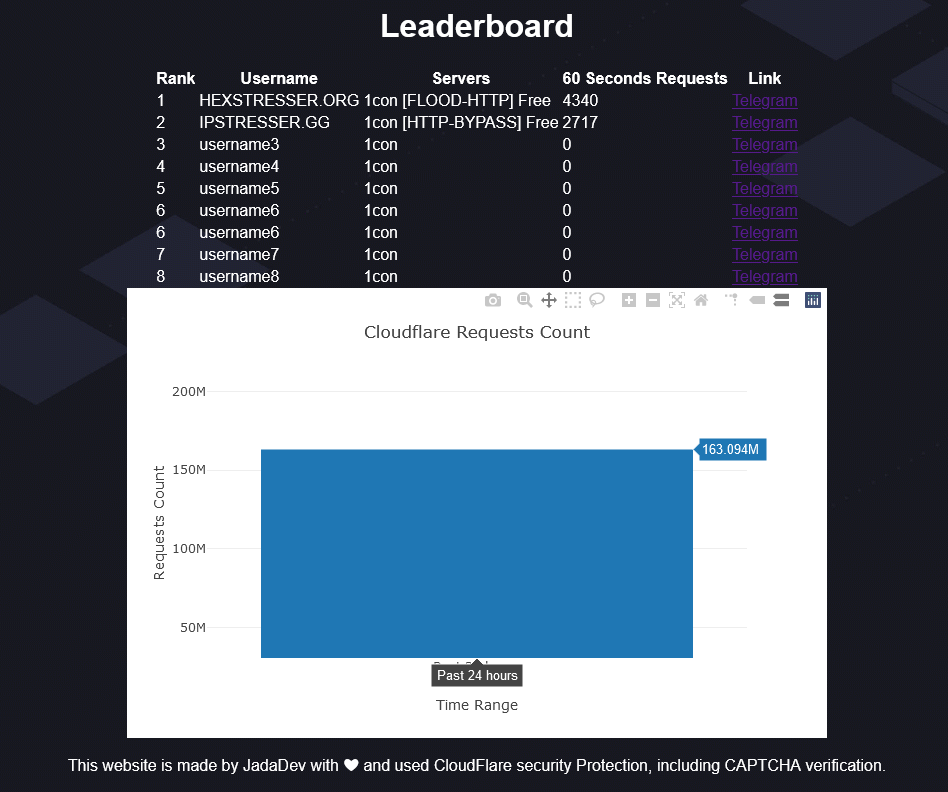 Leaderboard
Rank Username Servers 60 Seconds Requests Link
1 HEXSTRESSER.ORG 1con [FLOOD-HTTP] Free 4340 Telegram
2 IPSTRESSER.GG 1con [HTTP-BYPASS] Free 2717 Telegram
3 username3 1con 0 Telegram
4 username4 1con 0 Telegram
5 username5 1con 0 Telegram
6 username6 1con 0 Telegram
6 username6 1con 0 Telegram
7 username7 1con 0 Telegram
8 username8 1con 0 Telegram
Cloudflare Requests Count
200M
163.094M
150M
Requests Count
100M
50M
Past 24 hours
Time Range
This website is made by JadaDev with ❤ and used CloudFlare security Protection, including CAPTCHA verification.